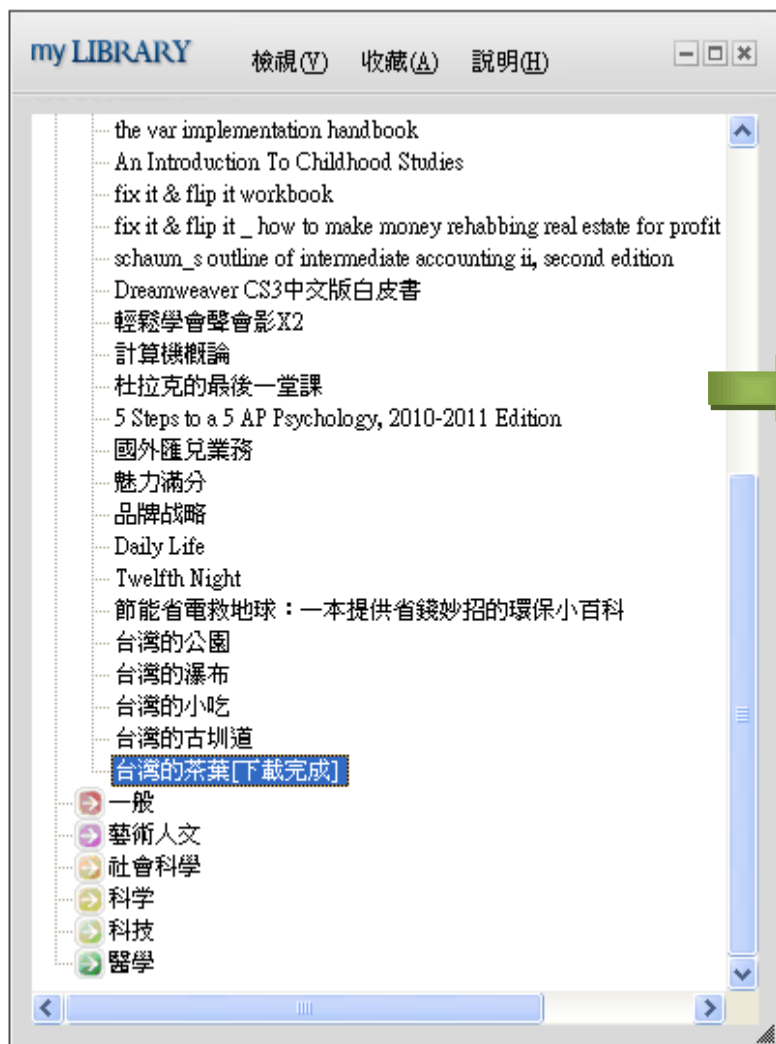 my LIBRARY 檢視(V) 收藏(A) 說明(H)
the var implementation handbook
An Introduction To Childhood Studies
fix it & flip it workbook
fix it & flip it _ how to make money rehabbing real estate for profit
schaum_s outline of intermediate accounting ii, second edition
Dreamweaver CS3中文版白皮書
輕鬆學會聲會影X2
計算機概論
杜拉克的最後一堂課
5 Steps to a 5 AP Psychology, 2010-2011 Edition
國外匯兌業務
魅力滿分
品牌战略
Daily Life
Twelfth Night
節能省電救地球：一本提供省錢妙招的環保小百科
台灣的公園
台灣的瀑布
台灣的小吃
台灣的古圳道
台灣的茶葉[下載完成]
一般
藝術人文
社會科學
科学
科技
醫學